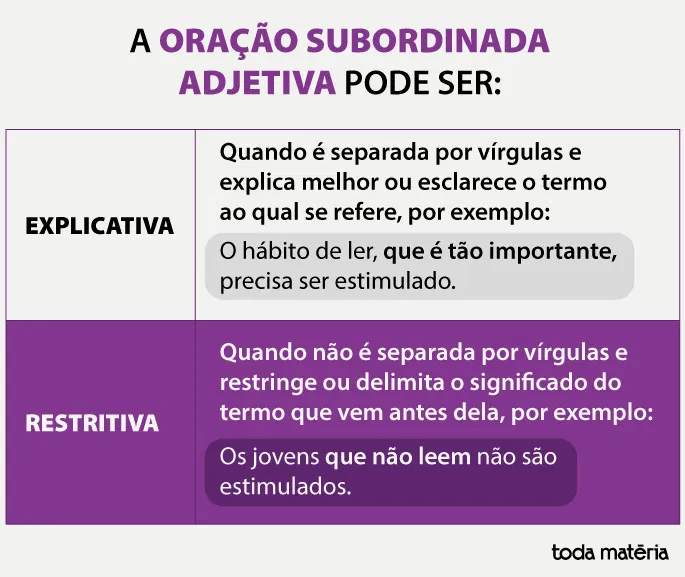 A ORAÇÃO SUBORDINADA
ADJETIVA PODE SER:
EXPLICATIVA
Quando é separada por vírgulas e
explica melhor ou esclarece o termo
ao qual se refere, por exemplo:
O hábito de ler, que é tão importante,
precisa ser estimulado.
RESTRITIVA
Quando não é separada por vírgulas e
restringe ou delimita o significado do
termo que vem antes dela, por exemplo:
Os jovens que não leem não são
estimulados.
toda matéria